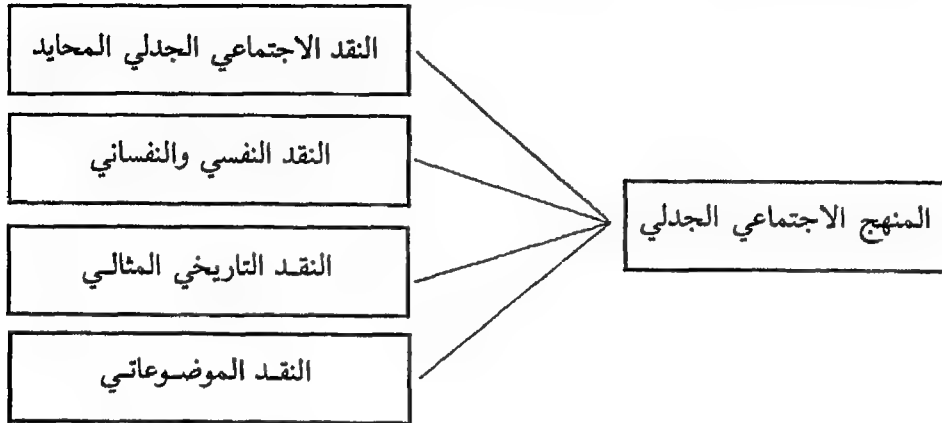 النقد الاجتماعي الجدلي المحايد
النقد النفسي والنفساني
المنهج الاجتماعي الجدلي
النقد التاريخي المثالي
النقد الموضوعاتي